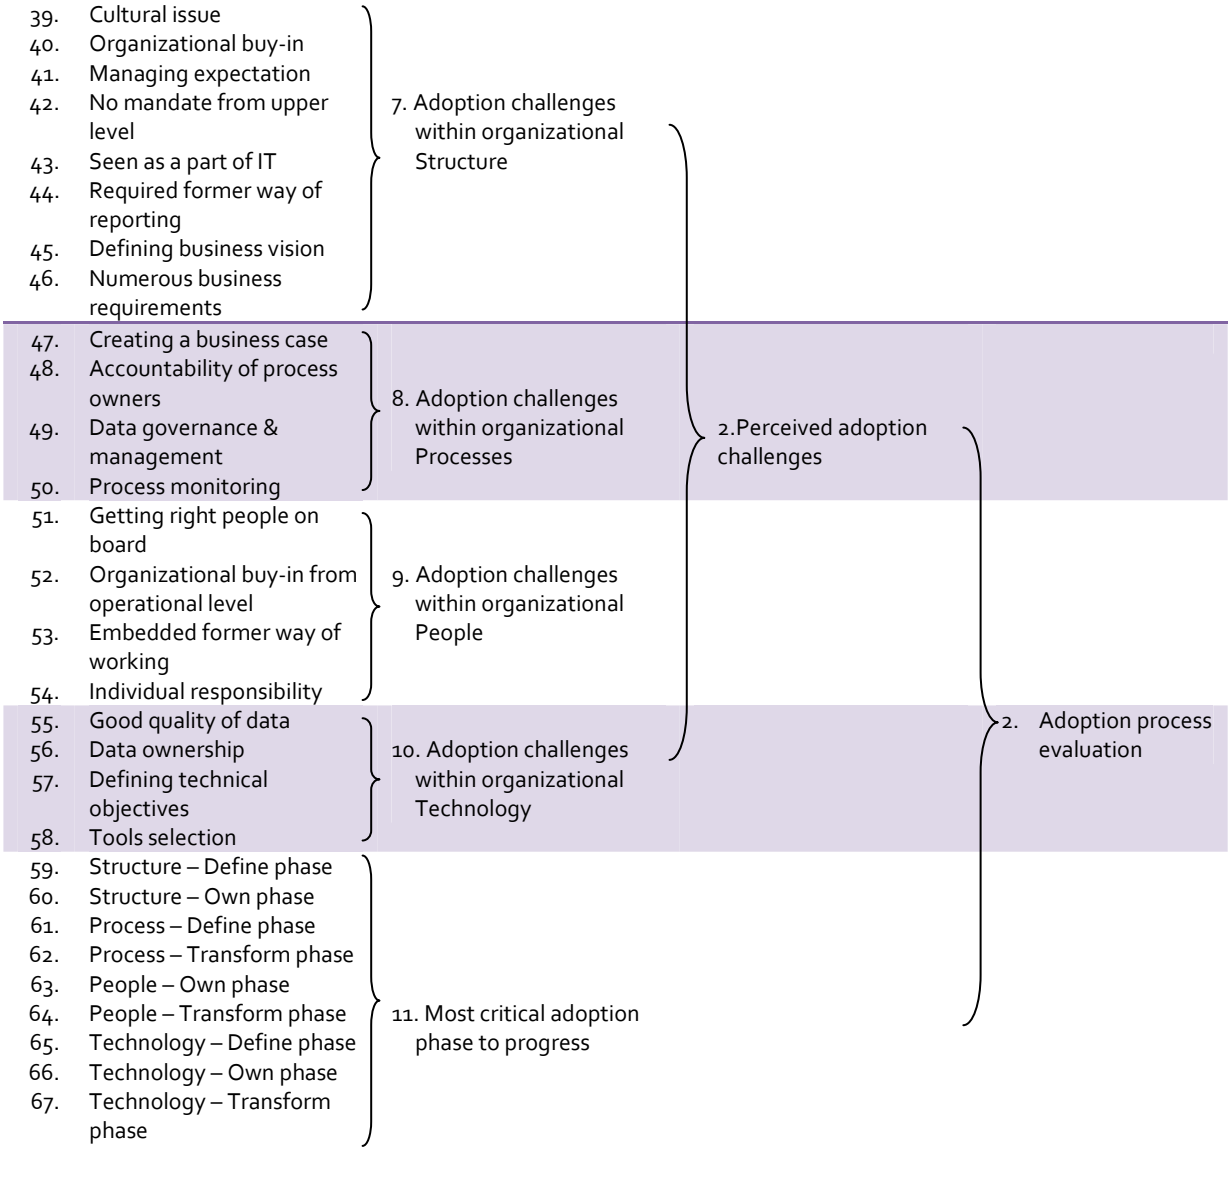 39. Cultural issue
40. Organizational buy-in
41. Managing expectation
42. No mandate from upper
level
43. Seen as a part of IT
44. Required former way of
reporting
45. Defining business vision
46. Numerous business
requirements
7. Adoption challenges
within organizational
Structure
47. Creating a business case
48. Accountability of process
owners
49. Data governance &
management
50. Process monitoring
8. Adoption challenges
within organizational
Processes
2.Perceived adoption
challenges
51. Getting right people on
board
52. Organizational buy-in from
operational level
53. Embedded former way of
working
54. Individual responsibility
9. Adoption challenges
within organizational
People
55. Good quality of data
56. Data ownership
57. Defining technical
objectives
58. Tools selection
10. Adoption challenges
within organizational
Technology
2. Adoption process
evaluation
59. Structure – Define phase
60. Structure – Own phase
61. Process – Define phase
62. Process – Transform phase
63. People – Own phase
64. People – Transform phase
65. Technology – Define phase
66. Technology – Own phase
67. Technology – Transform
phase
11. Most critical adoption
phase to progress